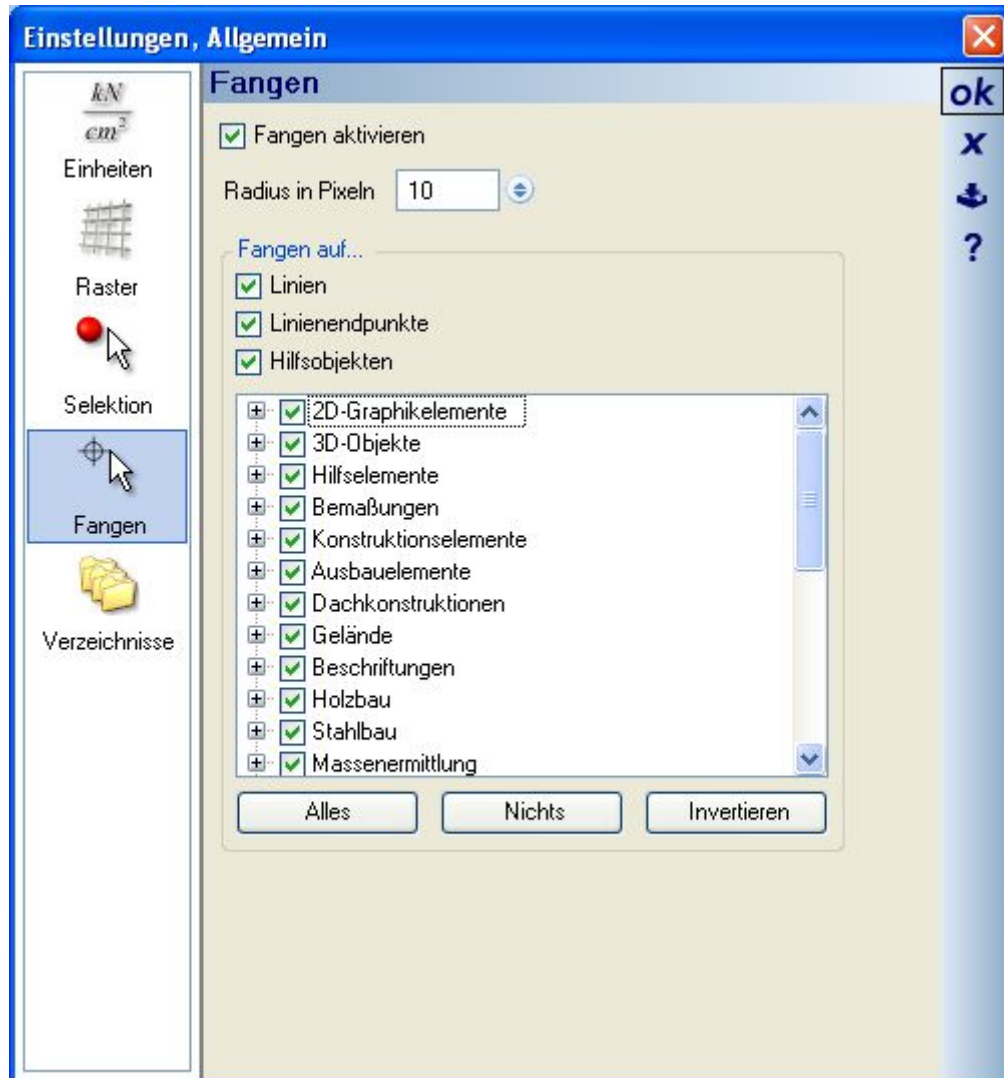 Einstellungen, Allgemein
kN
cm²
Einheiten
Raster
Selektion
Fangen
Verzeichnisse
Fangen
Fangen aktivieren
Radius in Pixeln 10
Fangen auf...
Linien
Linienendpunkte
Hilfsobjekten
2D-Graphikelemente
3D-Objekte
Hilfselemente
Bemaßungen
Konstruktionselemente
Ausbauelemente
Dachkonstruktionen
Gelände
Beschriftungen
Holzbau
Stahlbau
Massenermittlung
Alles Nichts Invertieren
ok
x
?